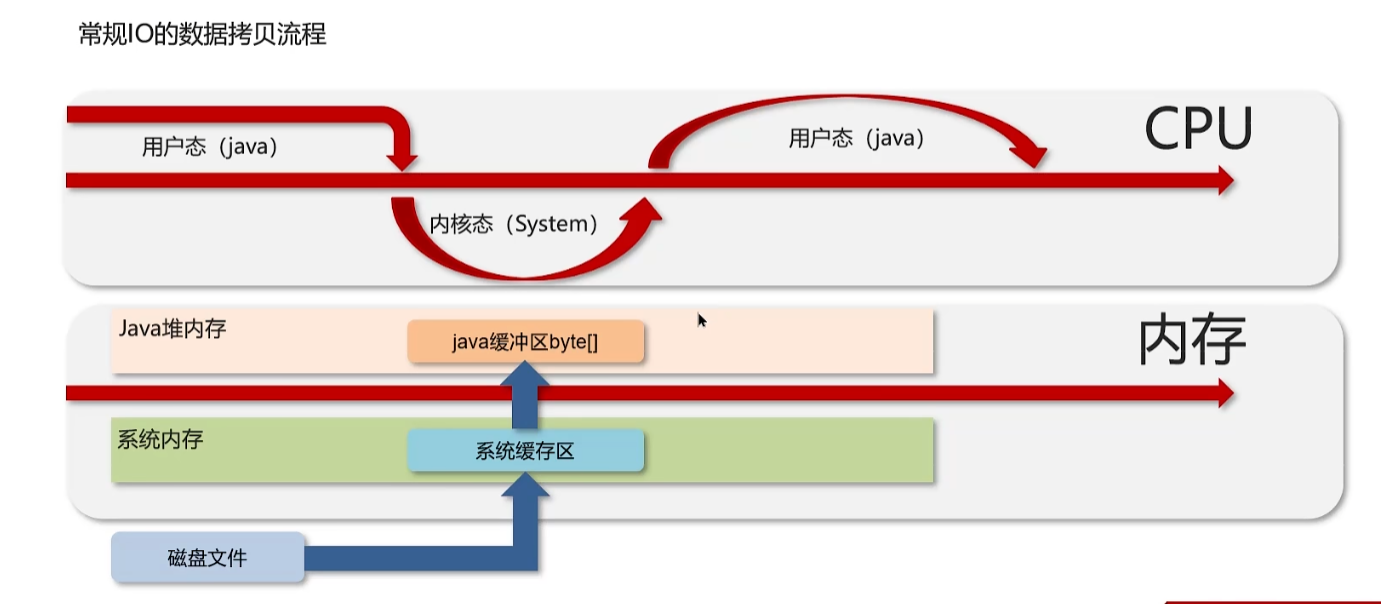 常规IO的数据拷贝流程
CPU
用户态（java）
用户态（java）
内核态（System）
Java堆内存
java缓冲区byte[]
内存
系统内存
系统缓存区
磁盘文件